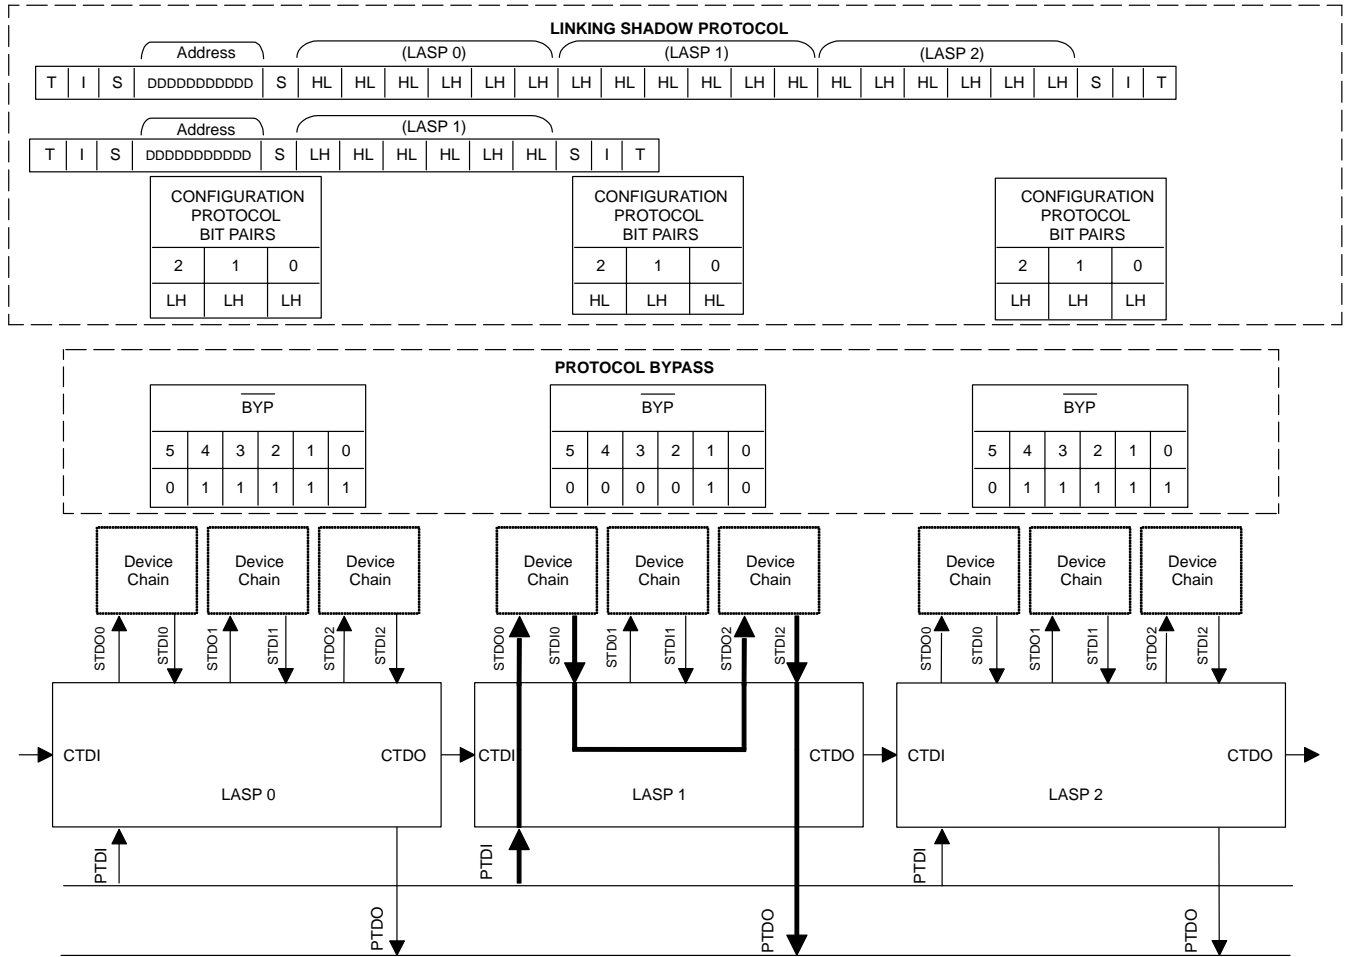 LINKING SHADOW PROTOCOL
Address (LASP 0) (LASP 1) (LASP 2)
T I S DDDDDDDDDDD S HL HL HL LH LH LH LH HL HL HL LH HL HL LH HL LH LH LH S I T
Address (LASP 1)
T I S DDDDDDDDDDD S LH HL HL HL LH HL S I T
CONFIGURATION CONFIGURATION CONFIGURATION
PROTOCOL PROTOCOL PROTOCOL
BIT PAIRS BIT PAIRS BIT PAIRS
2 1 0 2 1 0 2 1 0
LH LH LH HL LH HL LH LH LH
PROTOCOL BYPASS
BYP BYP BYP
5 4 3 2 1 0 5 4 3 2 1 0 5 4 3 2 1 0
0 1 1 1 1 1 0 0 0 0 1 0 0 1 1 1 1 1
Device Device Device Device Device Device Device Device Device
Chain Chain Chain Chain Chain Chain Chain Chain Chain
STDO0 STDI0 STDO1 STDI1 STDO2 STDI2 STDO0 STDI0 STD01 STDI1 STDO2 STDI2 STDO0 STDI0 STDO1 STDI1 STDO2 STDI2
CTDI CTDO CTDI CTDO CTDI CTDO
LASP 0 LASP 1 LASP 2
PTDI PTDI PTDI
PTDO PTDO PTDO